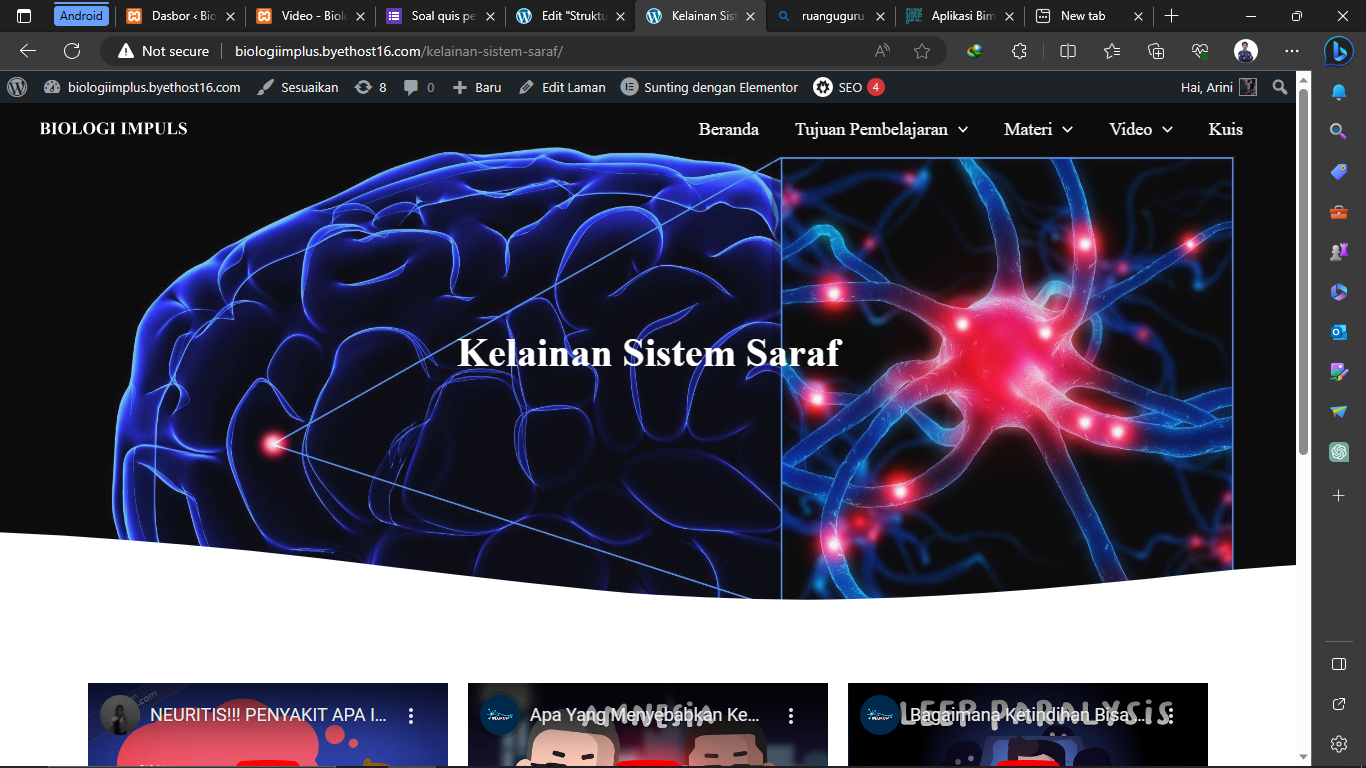 Android
Dasbor ‹ Bio
Video - Biolo
Soal quis pe
Edit "Struktu
Kelainan Sist
ruanguguru
Aplikasi Bim
New tab
Not secure
biologiimplus.byethost16.com/kelainan-sistem-saraf/
biologiimplus.byethost16.com
Sesuaikan
8
0
Baru
Edit Laman
Sunting dengan Elementor
SEO
4
Hai, Arini
BIOLOGI IMPULS
Beranda
Tujuan Pembelajaran
Materi
Video
Kuis
Kelainan Sistem Saraf
NEURITIS!!! PENYAKIT APA I...
AMNESIA
Apa Yang Menyebabkan Ke...
LEEP PARALYSIS
Bagaimana Ketindihan Bisa ...